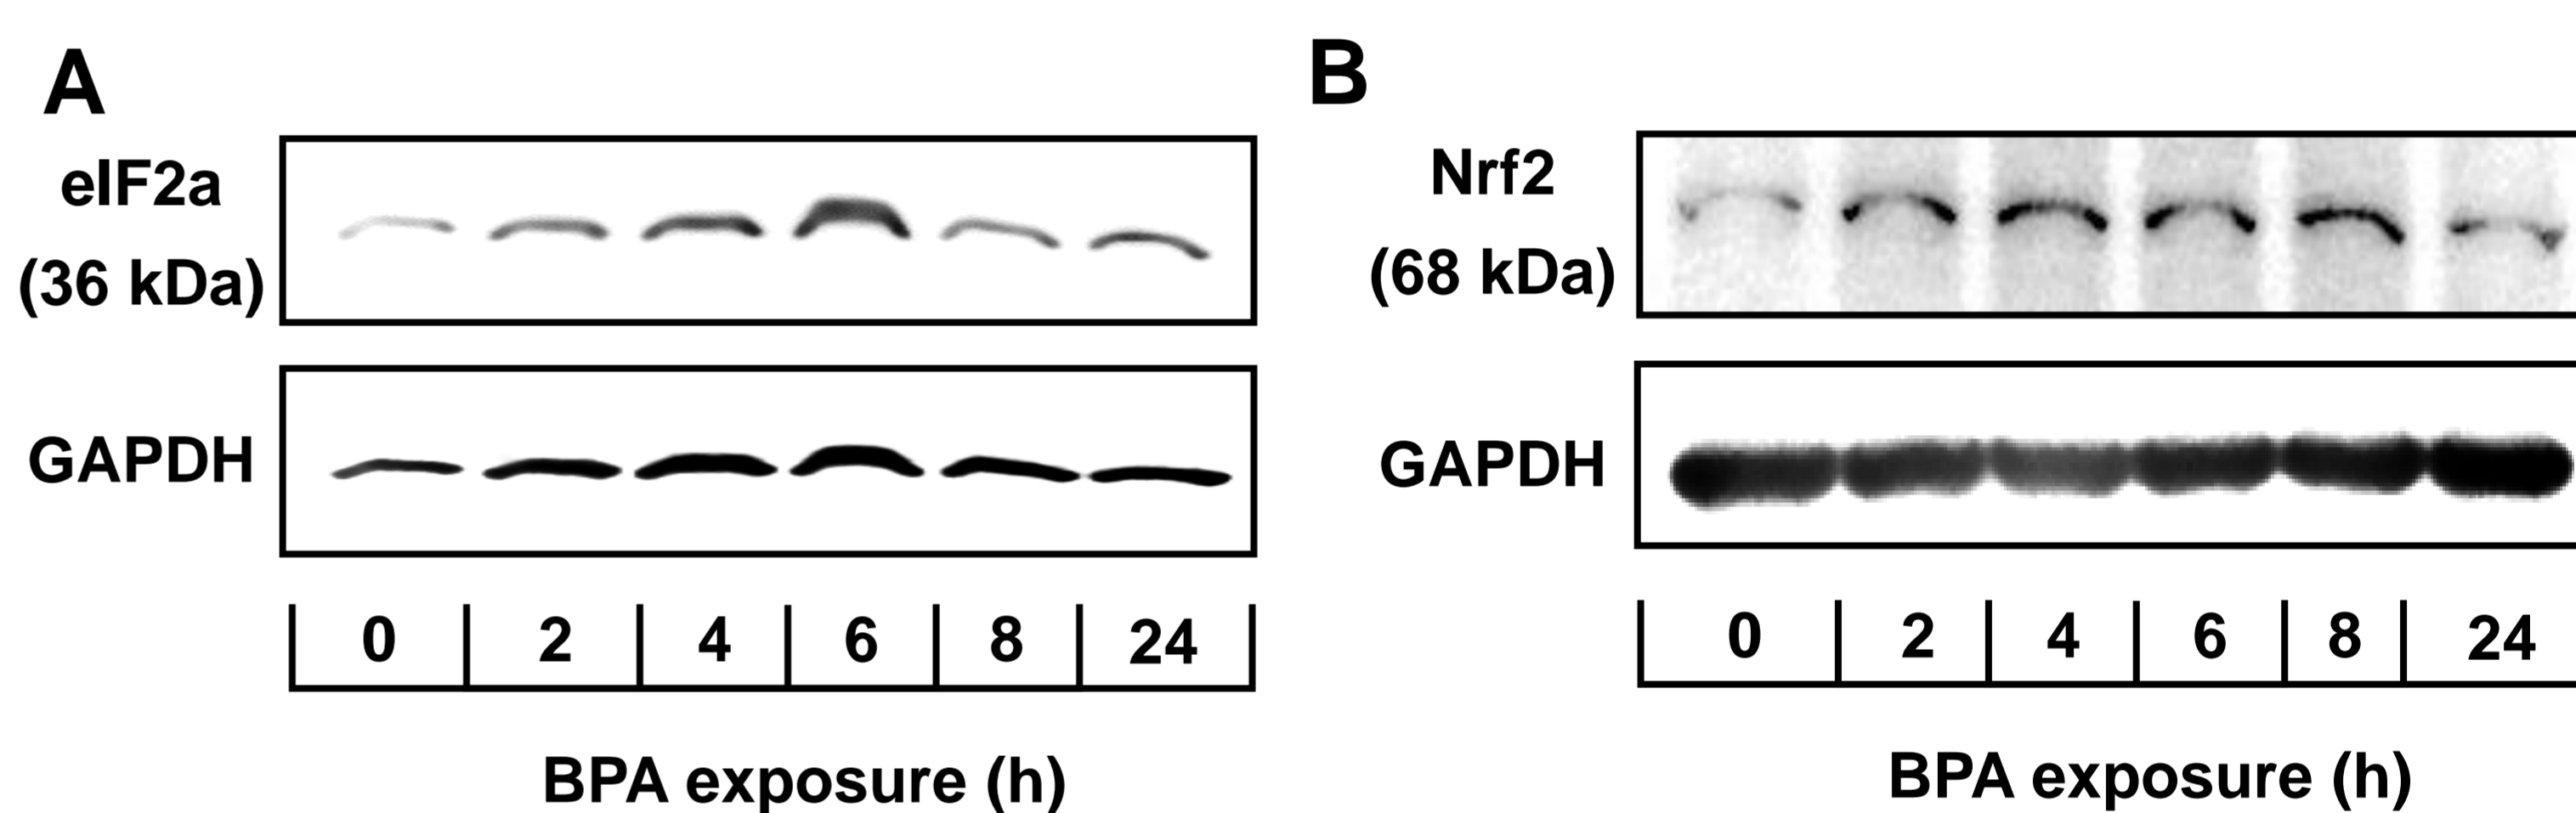 A
eIF2a
(36 kDa)
GAPDH
0 2 4 6 8 24
BPA exposure (h)
B
Nrf2
(68 kDa)
GAPDH
0 2 4 6 8 24
BPA exposure (h)